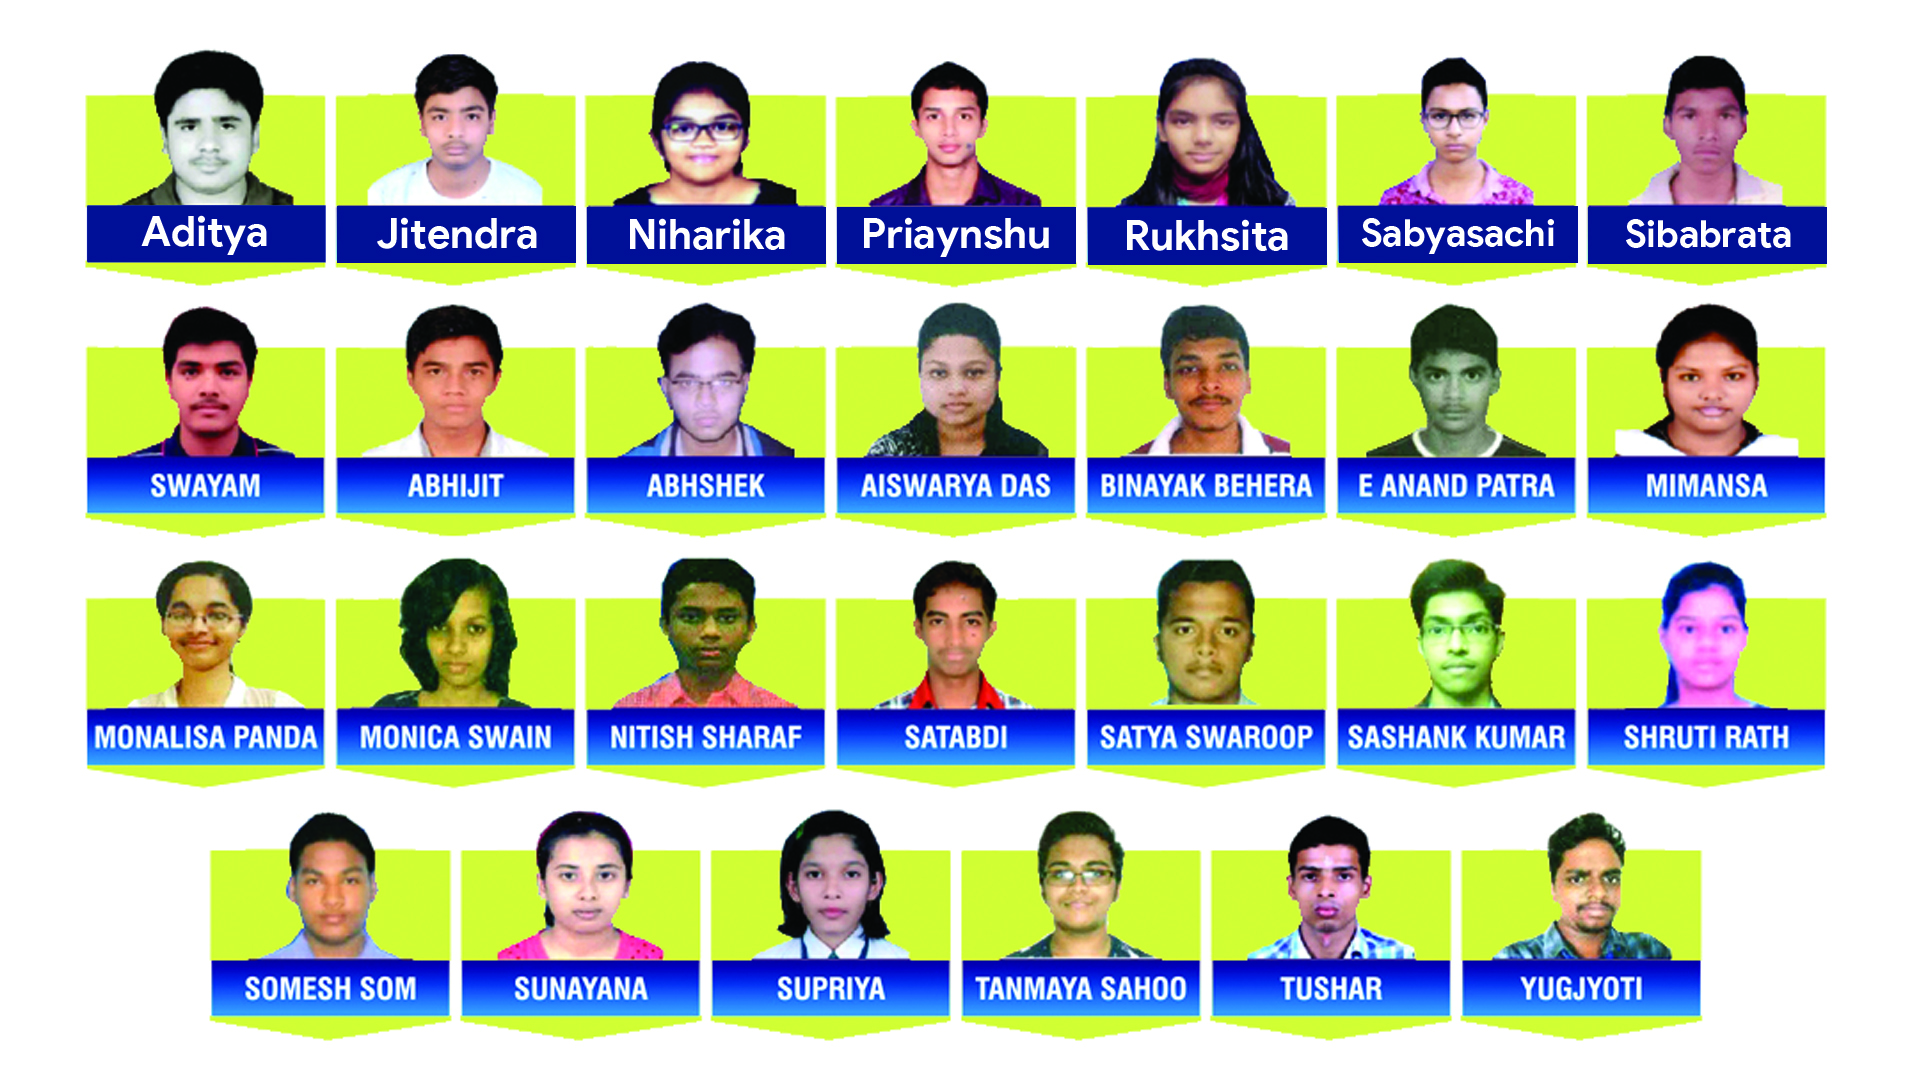 Aditya
Jitendra
Niharika
Priaynshu
Rukhsita
Sabyasachi
Sibabrata
SWAYAM
ABHIJIT
ABHSHEK
AISWARYA DAS
BINAYAK BEHERA
E ANAND PATRA
MIMANSA
MONALISA PANDA
MONICA SWAIN
NITISH SHARAF
SATABDI
SATYA SWAROOP
SASHANK KUMAR
SHRUTI RATH
SOMESH SOM
SUNAYANA
SUPRIYA
TANMAYA SAHOO
TUSHAR
YUGJYOTI